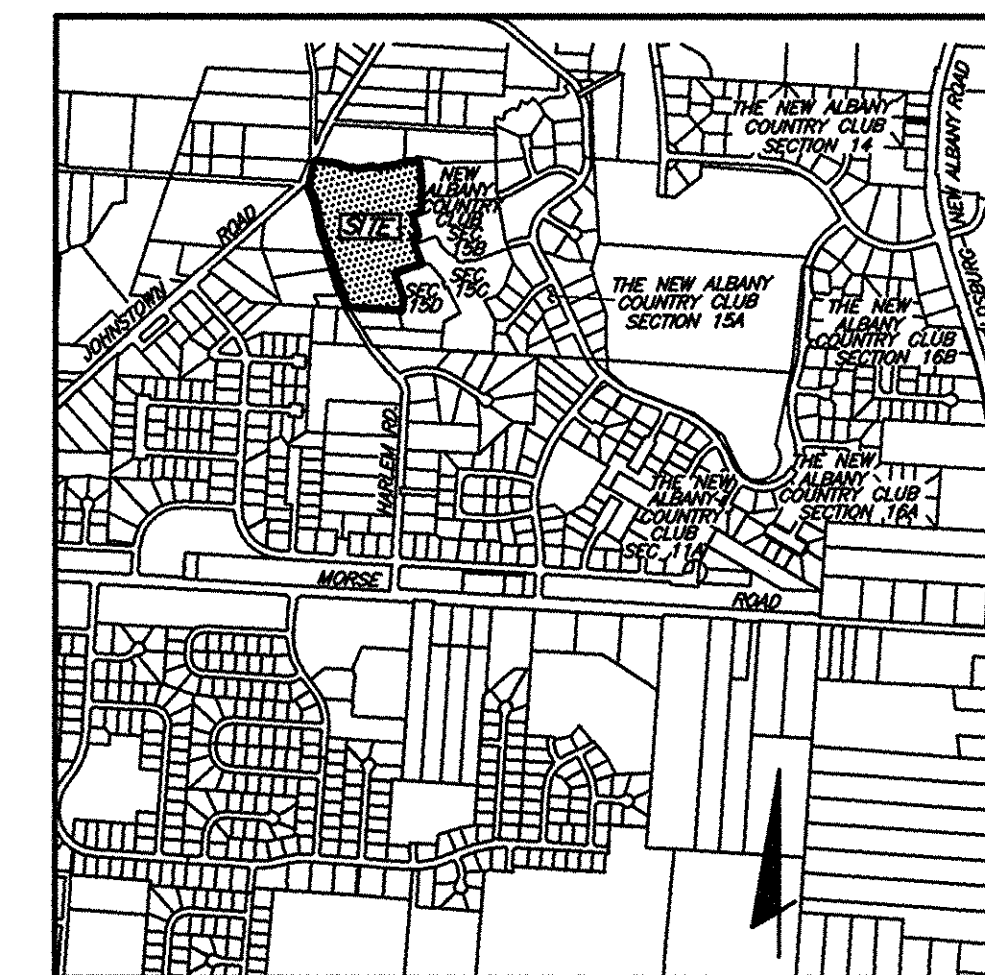 THE NEW ALBANY
COUNTRY CLUB
SECTION 14
NEW ALBANY ROAD
NEW
ALBANY
COUNTRY
CLUB
SEC
15B
SITE
ROAD
JOHNSTOWN
SEC
15C
SEC
15D
THE NEW ALBANY
COUNTRY CLUB
SECTION 15A
THE NEW
ALBANY
COUNTRY CLUB
SECTION 16B
HARLEM RD.
THE NEW
ALBANY
COUNTRY
CLUB
SEC 11A
THE NEW
ALBANY
COUNTRY CLUB
SECTION 16A
MORSE
ROAD